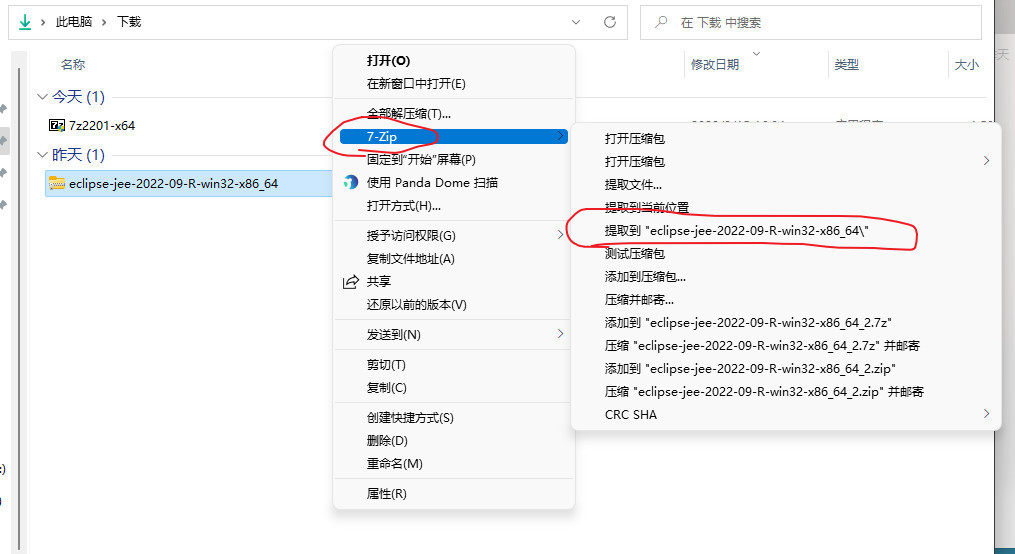 此电脑 > 下载
在 下载 中搜索
名称
修改日期
类型
大小
今天 (1)
7z2201-x64
昨天 (1)
eclipse-jee-2022-09-R-win32-x86_64
打开(O)
在新窗口中打开(E)
全部解压缩(T)...
7-Zip
固定到"开始"屏幕(P)
使用 Panda Dome 扫描
打开方式(H)...
授予访问权限(G)
复制文件地址(A)
共享
还原以前的版本(V)
发送到(N)
剪切(T)
复制(C)
创建快捷方式(S)
删除(D)
重命名(M)
属性(R)
打开压缩包
打开压缩包
提取文件...
提取到当前位置
提取到 "eclipse-jee-2022-09-R-win32-x86_64\"
测试压缩包
添加到压缩包...
压缩并邮寄...
添加到 "eclipse-jee-2022-09-R-win32-x86_64_2.7z"
压缩 "eclipse-jee-2022-09-R-win32-x86_64_2.7z" 并邮寄
添加到 "eclipse-jee-2022-09-R-win32-x86_64_2.zip"
压缩 "eclipse-jee-2022-09-R-win32-x86_64_2.zip" 并邮寄
CRC SHA